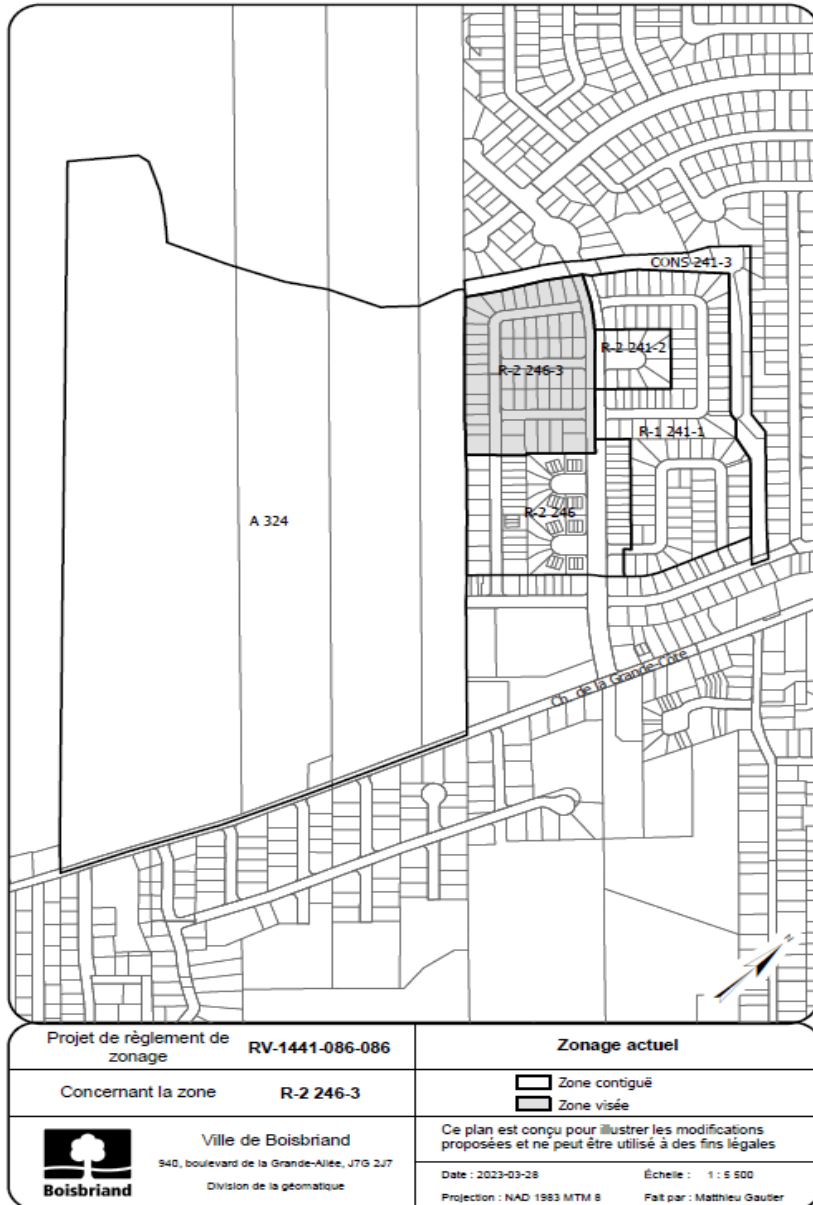 CONS 241-3
R-2 241-2
R-2 246-3
R-1 241-1
R-2 246
A 324
Ch. de la Grande-Côte
N
Projet de règlement de
zonage
RV-1441-086-086
Zonage actuel
Concernant la zone
R-2 246-3
Zone contiguë
Zone visée
Ville de Boisbriand
940, boulevard de la Grande-Allée, J7G 2J7
Division de la géomatique
Boisbriand
Ce plan est conçu pour illustrer les modifications
proposées et ne peut être utilisé à des fins légales
Date : 2023-03-28
Échelle : 1 : 5 500
Projection : NAD 1983 MTM 8
Fait par : Matthieu Gautier